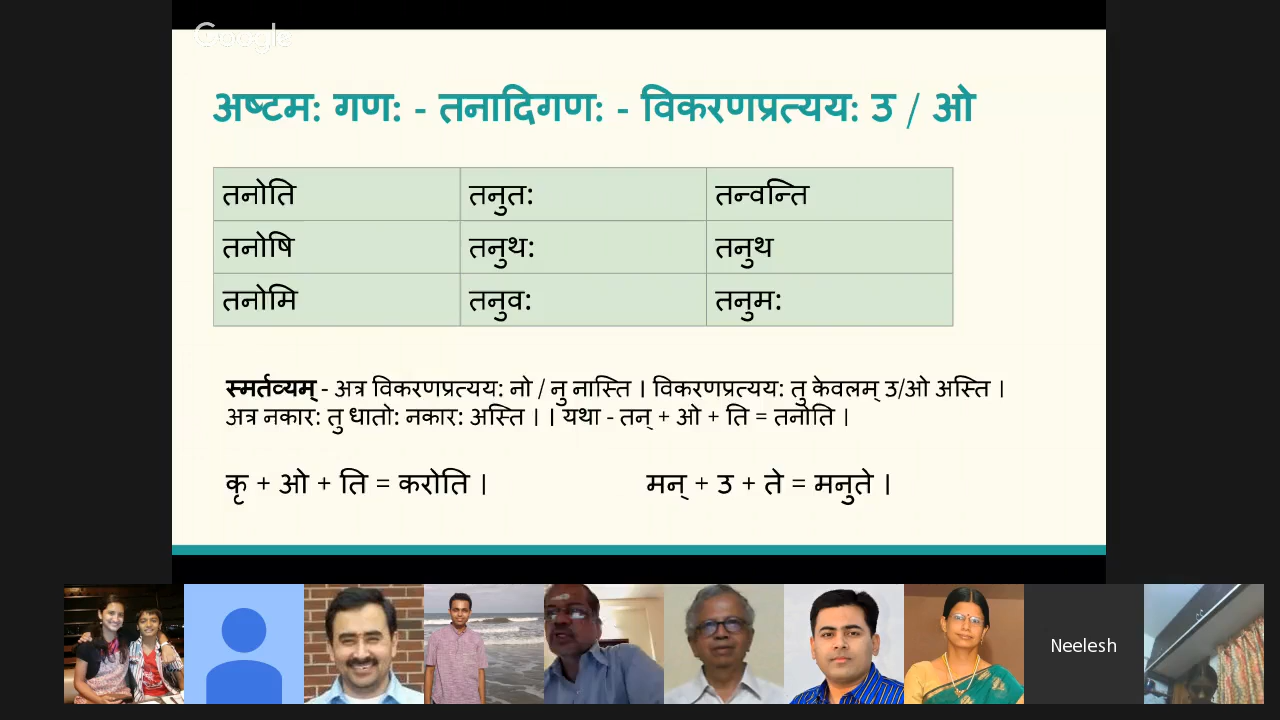 Google
अष्टम: गण: - तनादिगण: - विकरणप्रत्यय: उ / ओ
तनोति तनुत: तन्वन्ति
तनोषि तनुथ: तनुथ
तनोमि तनुव: तनुम:
स्मर्तव्यम् - अत्र विकरणप्रत्यय: नो / नु नास्ति । विकरणप्रत्यय: तु केवलम् उ/ओ अस्ति ।
अत्र नकार: तु धातो: नकार: अस्ति । । यथा - तन् + ओ + ति = तनोति ।
कृ + ओ + ति = करोति । मन् + उ + ते = मनुते ।
Neelesh